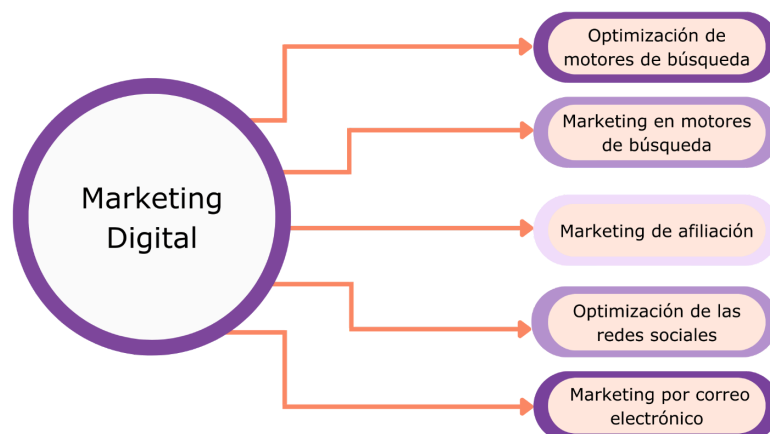 Marketing
Digital
Optimización de
motores de búsqueda
Marketing en motores
de búsqueda
Marketing de afiliación
Optimización de las
redes sociales
Marketing por correo
electrónico